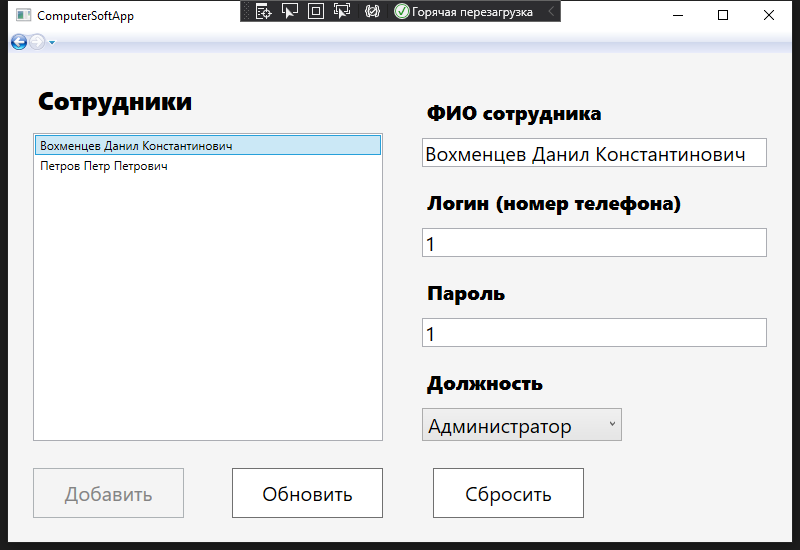 ComputerSoftApp
Горячая перезагрузка
Сотрудники
Вохменцев Данил Константинович
Петров Петр Петрович
ФИО сотрудника
Вохменцев Данил Константинович
Логин (номер телефона)
1
Пароль
1
Должность
Администратор
Добавить
Обновить
Сбросить